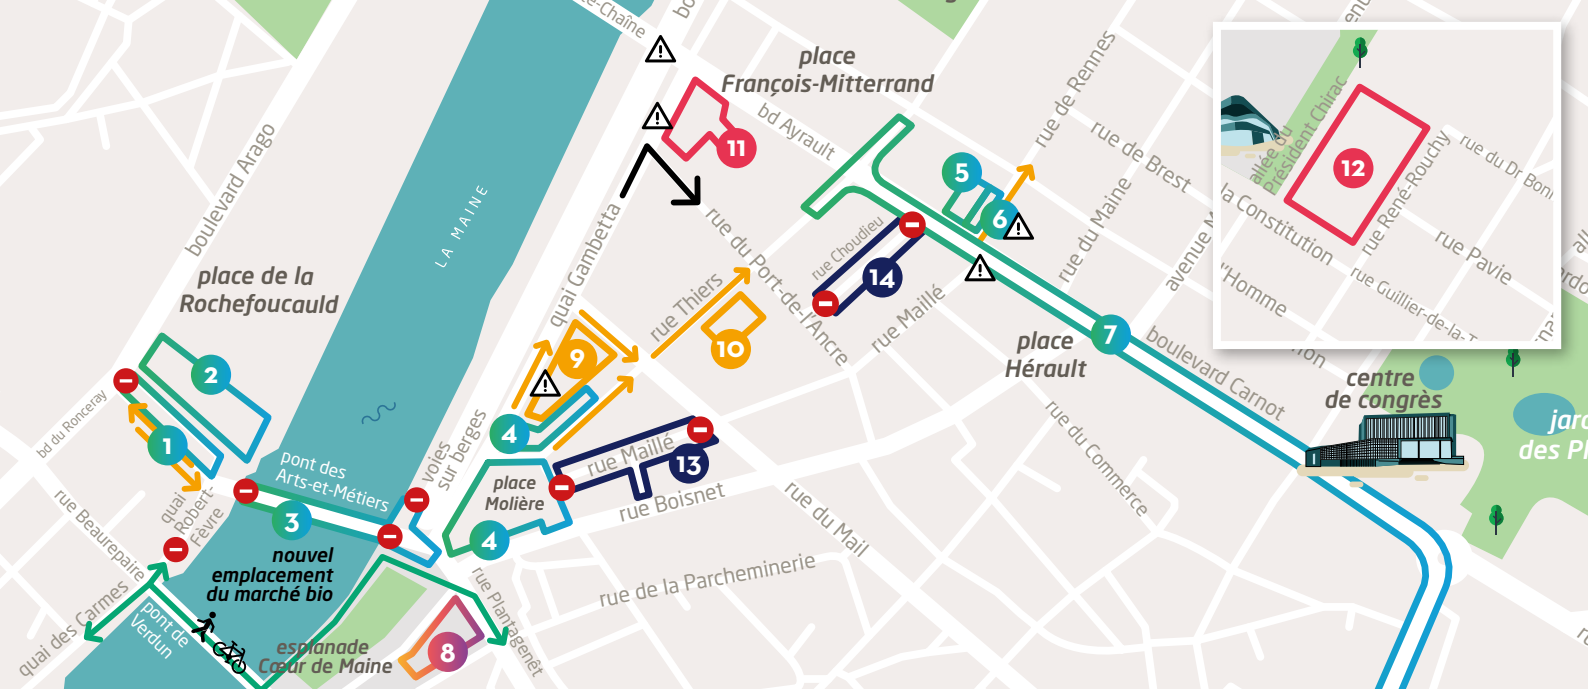 te-Chaîne
bo
place
François-Mitterrand
bd Ayrault
11
boulevard Arago
LA MAINE
quai Gambetta
rue du Port-de-l'Ancre
rue Thiers
rue Choudieu
14
rue Maillé
5
6
rue de Rennes
rue de Brest
rue du Maine
avenue M
la Constitution
l'Homme
place de la
Rochefoucauld
2
1
bd du Ronceray
9
10
4
7
place
Hérault
boulevard Carnot
centre
de congrès
jard
des Pl
rue du Commerce
voies
sur berges
pont des
Arts-et-Métiers
3
quai
Robert-
Fèvre
rue Beaurepaire
quai des Carmes
pont de
Verdun
nouvel
emplacement
du marché bio
esplanade
Cœur de Maine
8
place
Molière
4
rue Maillé
13
rue Boisnet
rue du Mail
rue de la Parcheminerie
rue Plantagenêt
allée du
Président Chirac
12
rue René-Rouchy
rue du Dr Boni
rue Pavie
rue Guillier-de-la-T